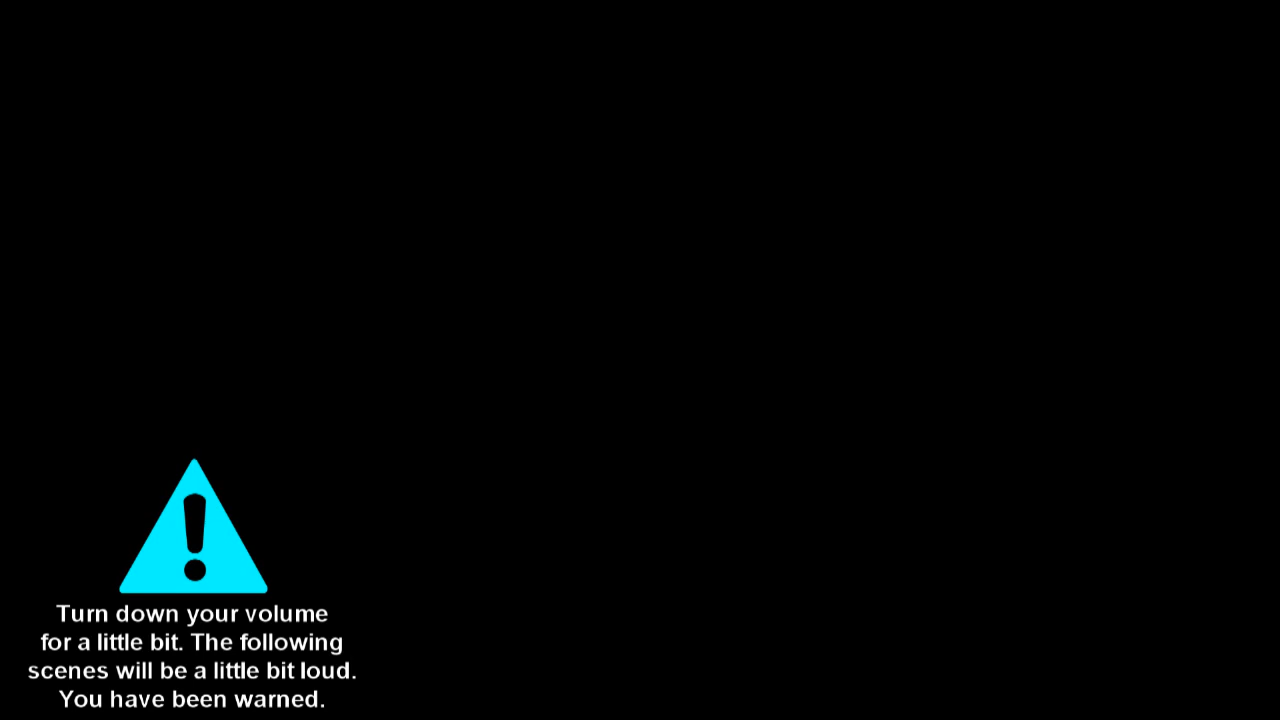 Turn down your volume
for a little bit. The following
scenes will be a little bit loud.
You have been warned.